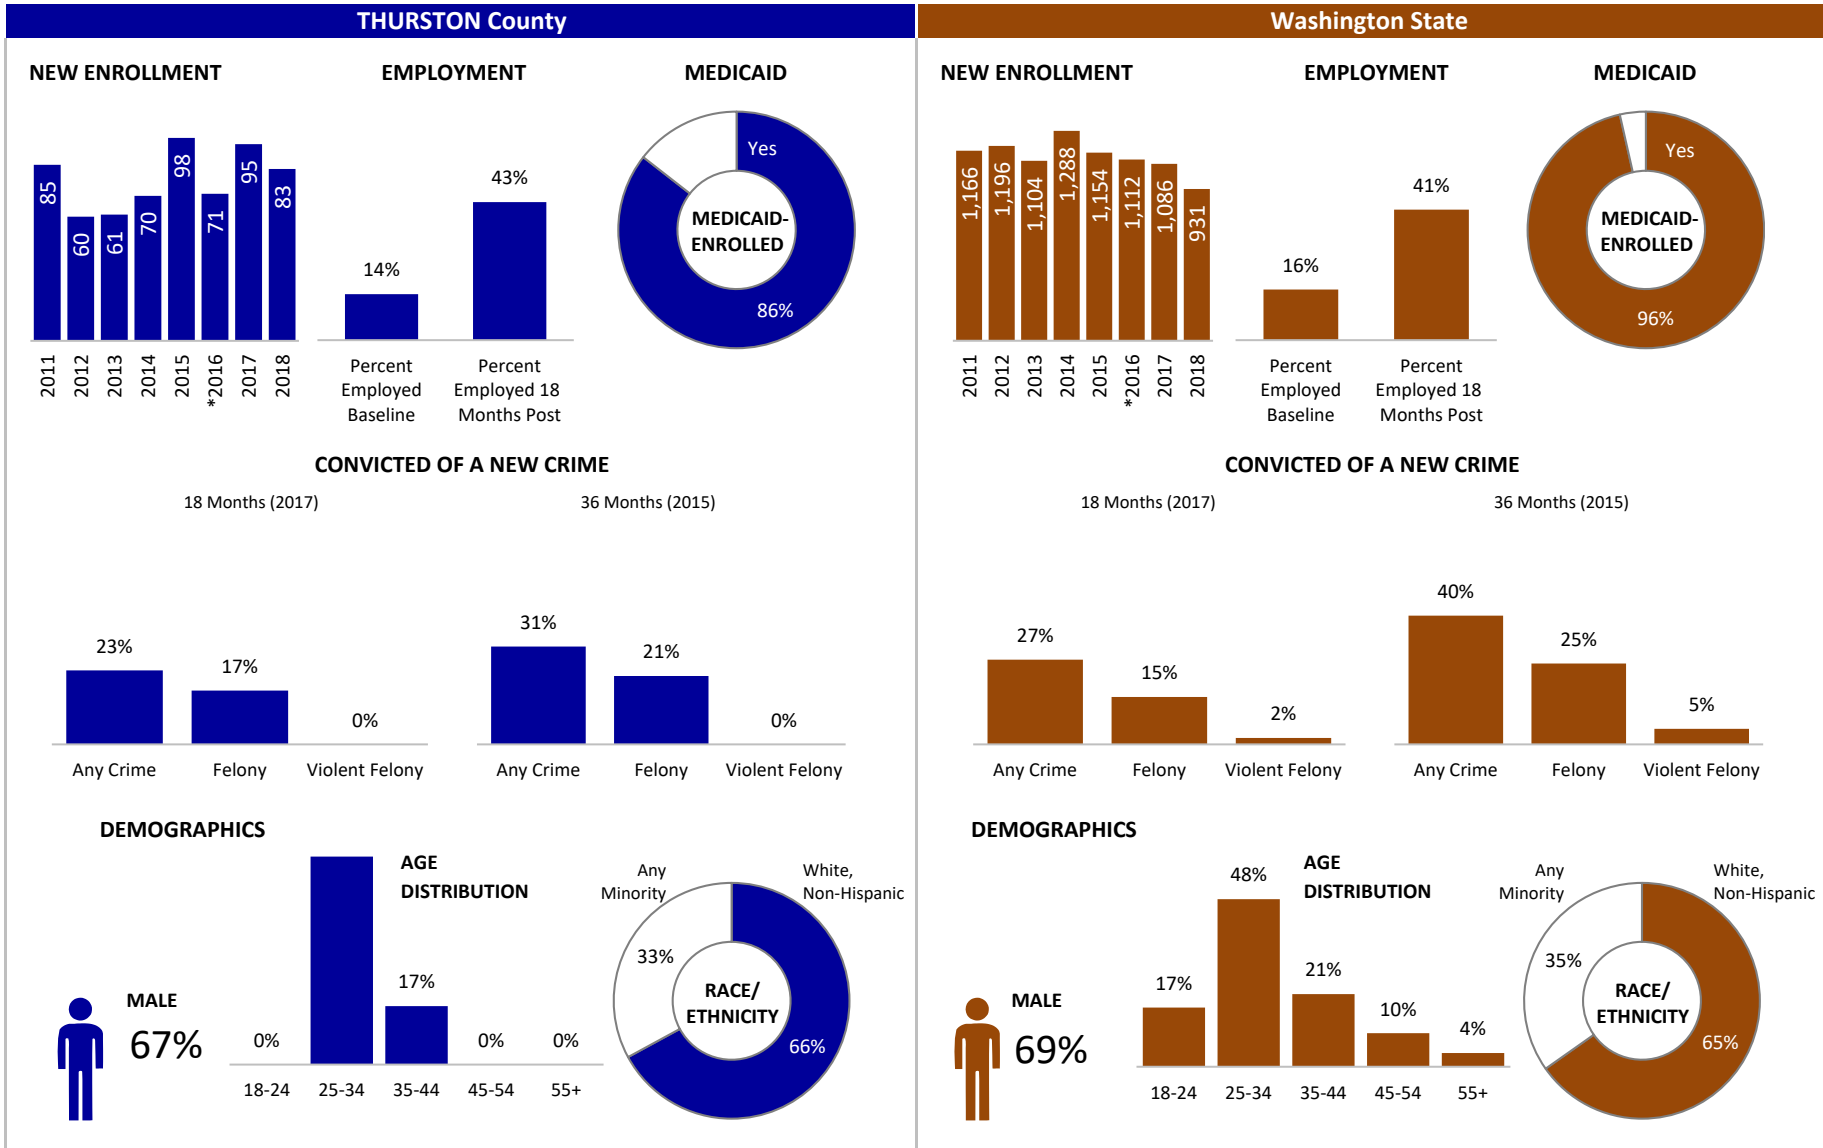 THURSTON County
NEW ENROLLMENT
EMPLOYMENT
MEDICAID
85
60
61
70
98
71
95
83
2011
2012
2013
2014
2015
*2016
2017
2018
14%
43%
Percent
Employed
Baseline
Percent
Employed 18
Months Post
Yes
MEDICAID-
ENROLLED
86%
CONVICTED OF A NEW CRIME
18 Months (2017)
36 Months (2015)
23%
17%
0%
Any Crime
Felony
Violent Felony
31%
21%
0%
Any Crime
Felony
Violent Felony
DEMOGRAPHICS
MALE
67%
AGE
DISTRIBUTION
0%
17%
0%
0%
18-24
25-34
35-44
45-54
55+
Any
Minority
White,
Non-Hispanic
33%
RACE/
ETHNICITY
66%
Washington State
NEW ENROLLMENT
EMPLOYMENT
MEDICAID
1,166
1,196
1,104
1,288
1,154
1,112
1,086
931
2011
2012
2013
2014
2015
*2016
2017
2018
16%
41%
Percent
Employed
Baseline
Percent
Employed 18
Months Post
Yes
MEDICAID-
ENROLLED
96%
CONVICTED OF A NEW CRIME
18 Months (2017)
36 Months (2015)
27%
15%
2%
Any Crime
Felony
Violent Felony
40%
25%
5%
Any Crime
Felony
Violent Felony
DEMOGRAPHICS
MALE
69%
AGE
DISTRIBUTION
17%
48%
21%
10%
4%
18-24
25-34
35-44
45-54
55+
Any
Minority
White,
Non-Hispanic
35%
RACE/
ETHNICITY
65%